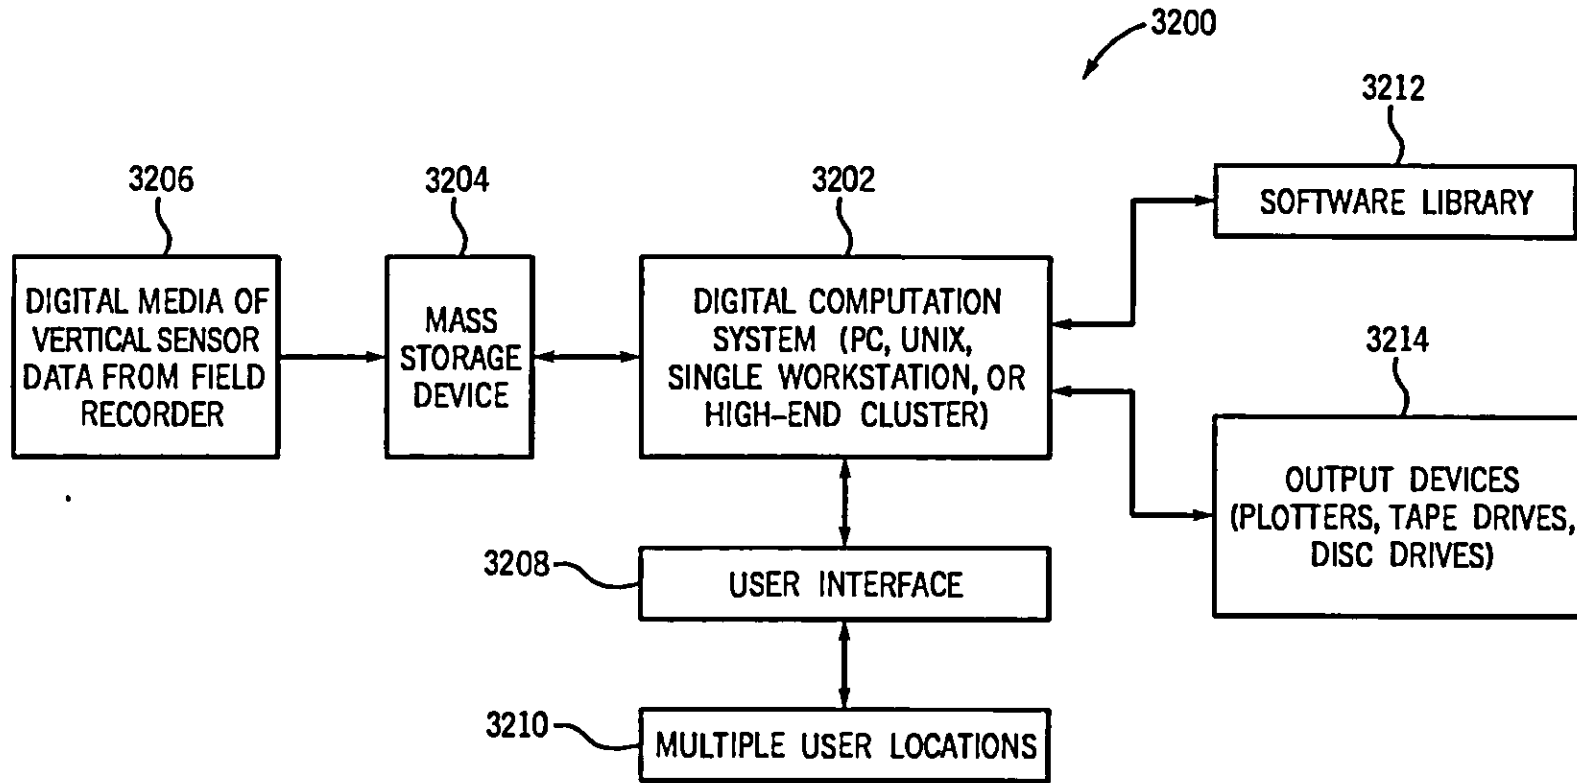 3200
3212
SOFTWARE LIBRARY
3206
DIGITAL MEDIA OF
VERTICAL SENSOR
DATA FROM FIELD
RECORDER
3204
MASS
STORAGE
DEVICE
3202
DIGITAL COMPUTATION
SYSTEM (PC, UNIX,
SINGLE WORKSTATION, OR
HIGH-END CLUSTER)
3214
OUTPUT DEVICES
(PLOTTERS, TAPE DRIVES,
DISC DRIVES)
3208
USER INTERFACE
3210
MULTIPLE USER LOCATIONS